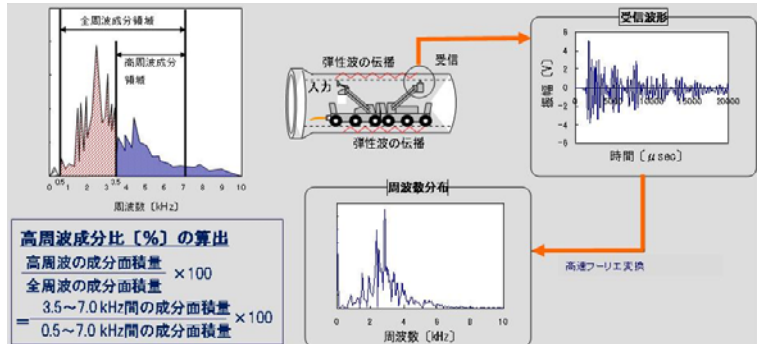 全周波成分領域
高周波成分
領域
0.5
3.5
0 1 2 3 4 5 6 7 8 9 10
周波数〔kHz〕
高周波成分比〔%〕の算出
高周波の成分面積量
全周波の成分面積量
×100
=
3.5~7.0 kHz間の成分面積量
0.5~7.0 kHz間の成分面積量
×100
弾性波の伝播
受信
入力
弾性波の伝播
受信波形
振幅〔V〕
6
4
2
0
-2
-4
-6
0 5000 10000 15000 20000
時間〔μsec〕
高速フーリエ変換
周波数分布
0 2 4 6 8 10
周波数〔kHz〕